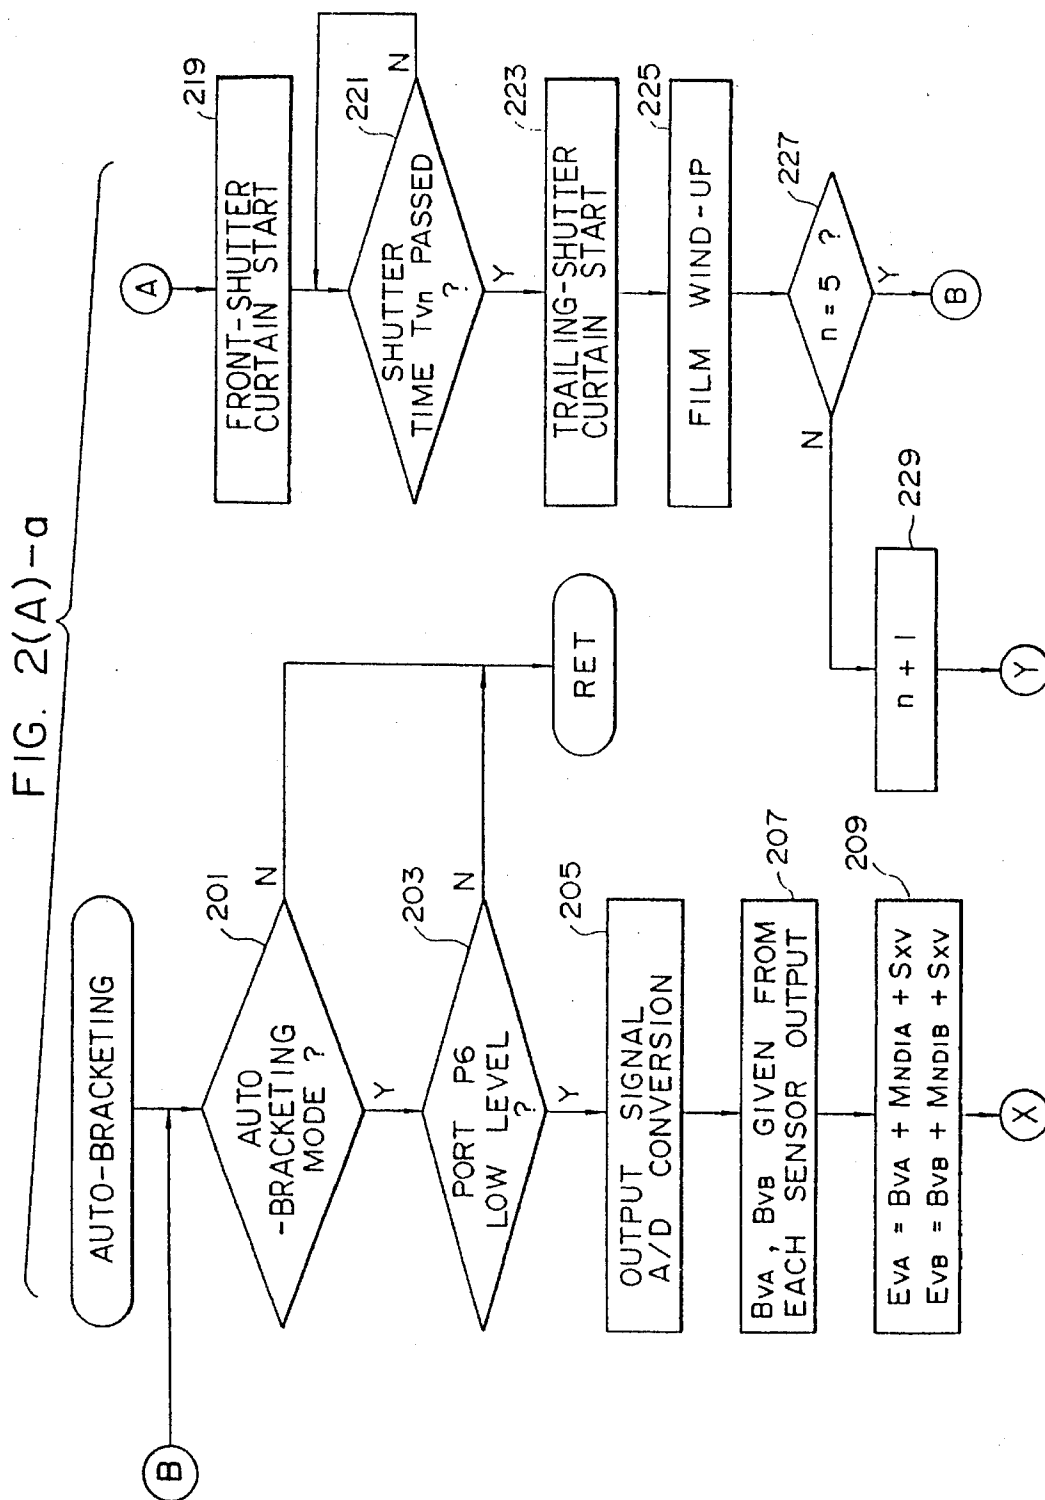 FIG. 2(A)-a
AUTO-BRACKETING
B
201
AUTO
-BRACKETING
MODE ?
N
Y
203
PORT P6
LOW LEVEL
?
N
Y
RET
205
OUTPUT SIGNAL
A/D CONVERSION
207
BVA, BVB GIVEN FROM
EACH SENSOR OUTPUT
209
EVA = BVA + MNDIA + SXV
EVB = BVB + MNDIB + SXV
X
A
219
FRONT-SHUTTER
CURTAIN START
221
SHUTTER
TIME TVn PASSED
?
N
Y
223
TRAILING-SHUTTER
CURTAIN START
225
FILM WIND-UP
227
n = 5 ?
N
Y
B
229
n + 1
Y